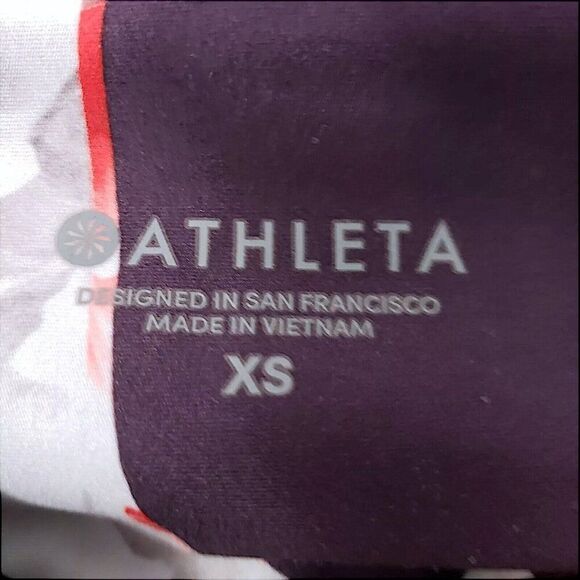 ATHLETA
DESIGNED IN SAN FRANCISCO
MADE IN VIETNAM
XS